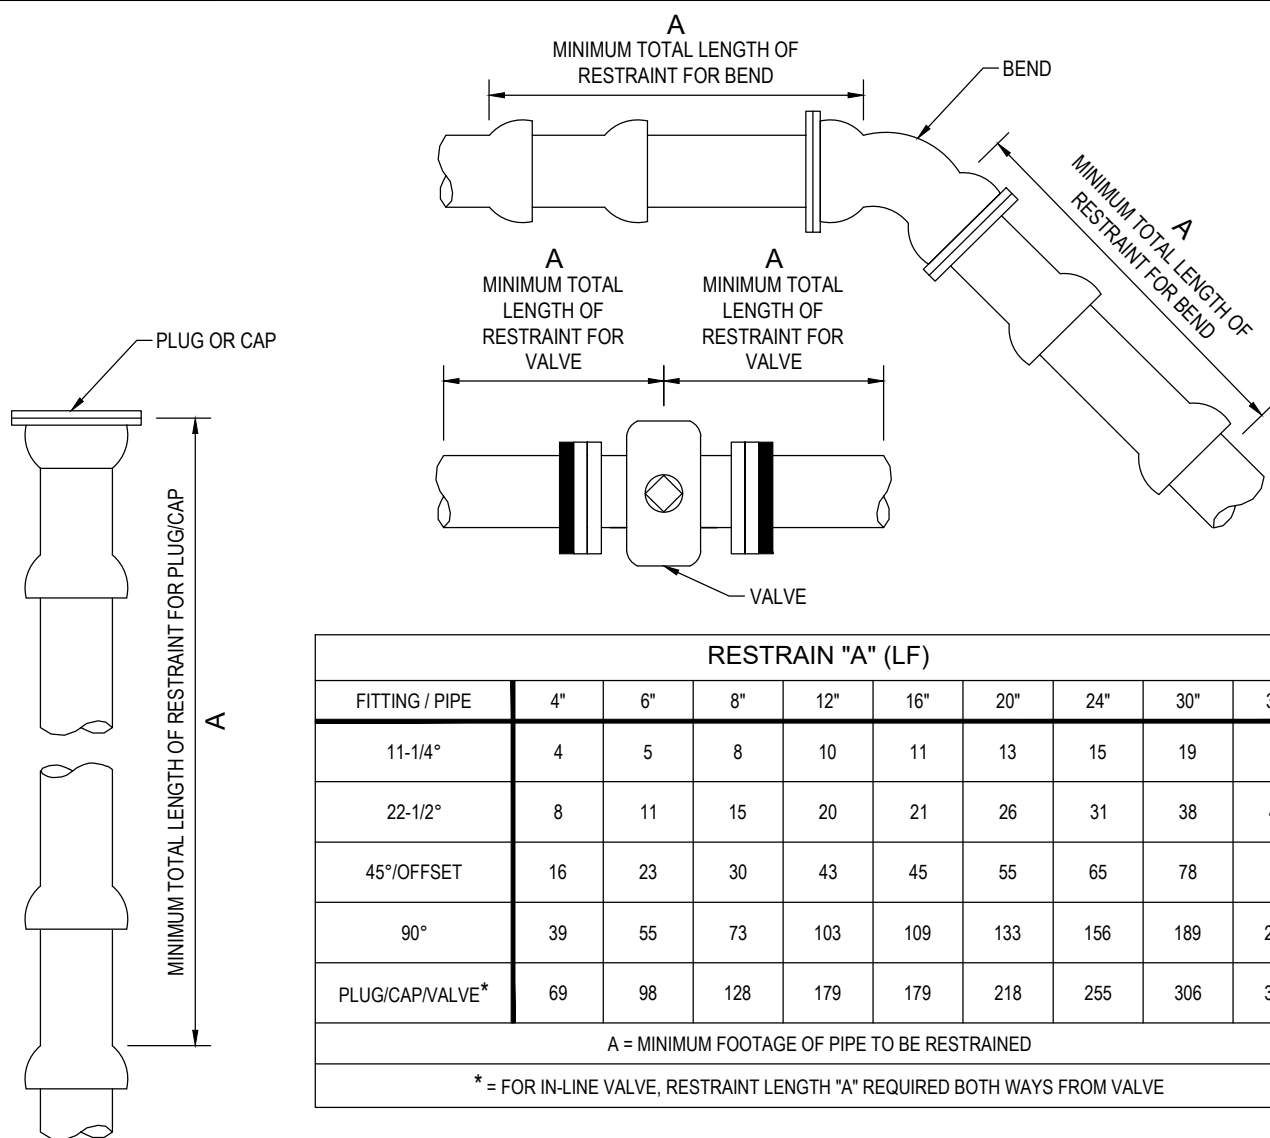 A
MINIMUM TOTAL LENGTH OF
RESTRAINT FOR BEND
BEND
A
MINIMUM TOTAL LENGTH OF
RESTRAINT FOR BEND
A
MINIMUM TOTAL
LENGTH OF
RESTRAINT FOR
VALVE
A
MINIMUM TOTAL
LENGTH OF
RESTRAINT FOR
VALVE
PLUG OR CAP
MINIMUM TOTAL LENGTH OF RESTRAINT FOR PLUG/CAP
A
VALVE
RESTRAIN "A" (LF)
FITTING / PIPE 4" 6" 8" 12" 16" 20" 24" 30"
11-1/4° 4 5 8 10 11 13 15 19
22-1/2° 8 11 15 20 21 26 31 38
45°/OFFSET 16 23 30 43 45 55 65 78
90° 39 55 73 103 109 133 156 189
PLUG/CAP/VALVE* 69 98 128 179 179 218 255 306
A = MINIMUM FOOTAGE OF PIPE TO BE RESTRAINED
* = FOR IN-LINE VALVE, RESTRAINT LENGTH "A" REQUIRED BOTH WAYS FROM VALVE